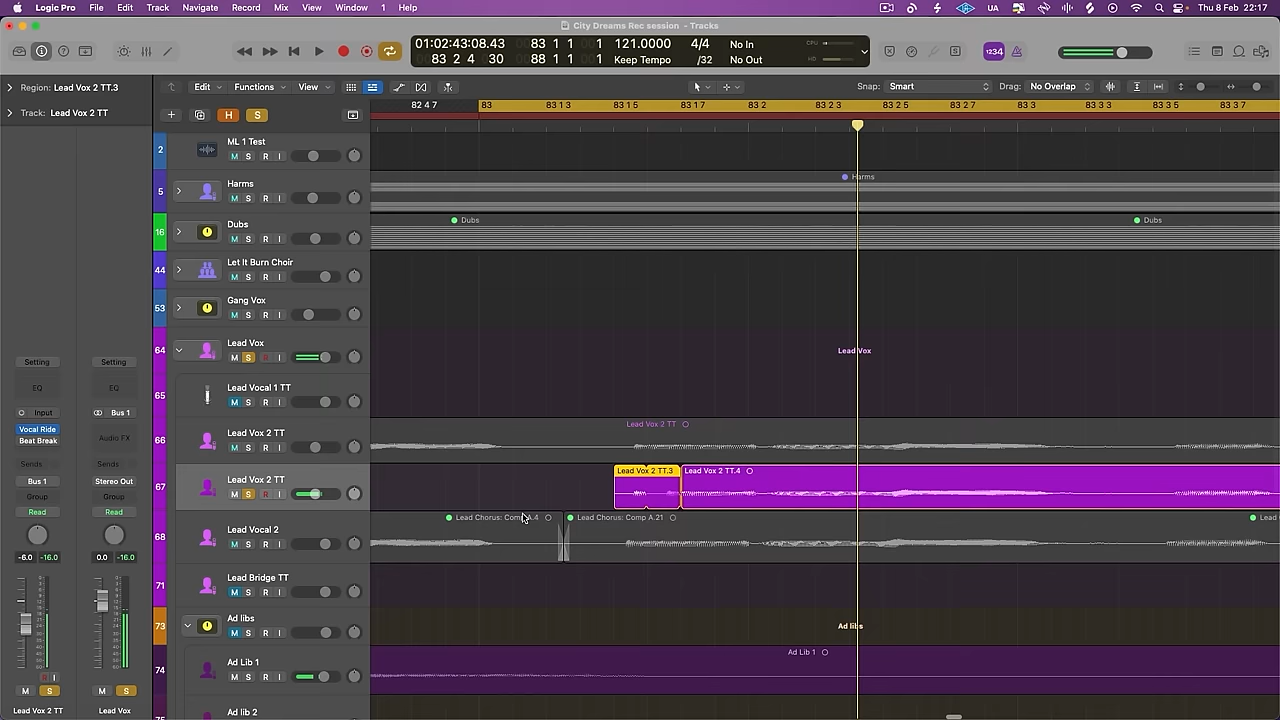 Logic Pro File Edit Track Navigate Record Mix View Window 1 Help UA Thu 8 Feb 22:17
City Dreams Rec session - Tracks
01:02:43:08.43 83 1 1 1 121.0000 4/4 No In CPU
83 2 4 30 88 1 1 1 Keep Tempo /32 No Out HD
1234
Region: Lead Vox 2 TT.3
Edit Functions View Snap: Smart Drag: No Overlap
82 4 7 83 83 1 3 83 1 5 83 1 7 83 2 83 2 3 83 2 5 83 2 7 83 3 83 3 3 83 3 5 83 3 7
Track: Lead Vox 2 TT
H S
2 ML 1 Test
M S R I
5 Harms
M S R I
Harms
16 Dubs
M S R I
Dubs Dubs
44 Let It Burn Choir
M S R I
53 Gang Vox
M S R I
64 Lead Vox
M S R I
Lead Vox
65 Lead Vocal 1 TT
M S R I
66 Lead Vox 2 TT
M S R I
Lead Vox 2 TT
67 Lead Vox 2 TT
M S R I
Lead Vox 2 TT.3 Lead Vox 2 TT.4
68 Lead Vocal 2
M S R I
Lead Chorus: Comp A.21
71 Lead Bridge TT
M S R I
73 Ad libs
M S R I
Ad libs
74 Ad Lib 1
M S R I
Ad Lib 1
Ad lib 2
Setting Setting
EQ EQ
Input Bus 1
Vocal Ride
Beat Break Audio FX
Sends Sends
Bus 1 Stereo Out
Group Group
Read Read
-6.0 -16.0 0.0 -16.0
R I
M S M S
Lead Vox 2 TT Lead Vox